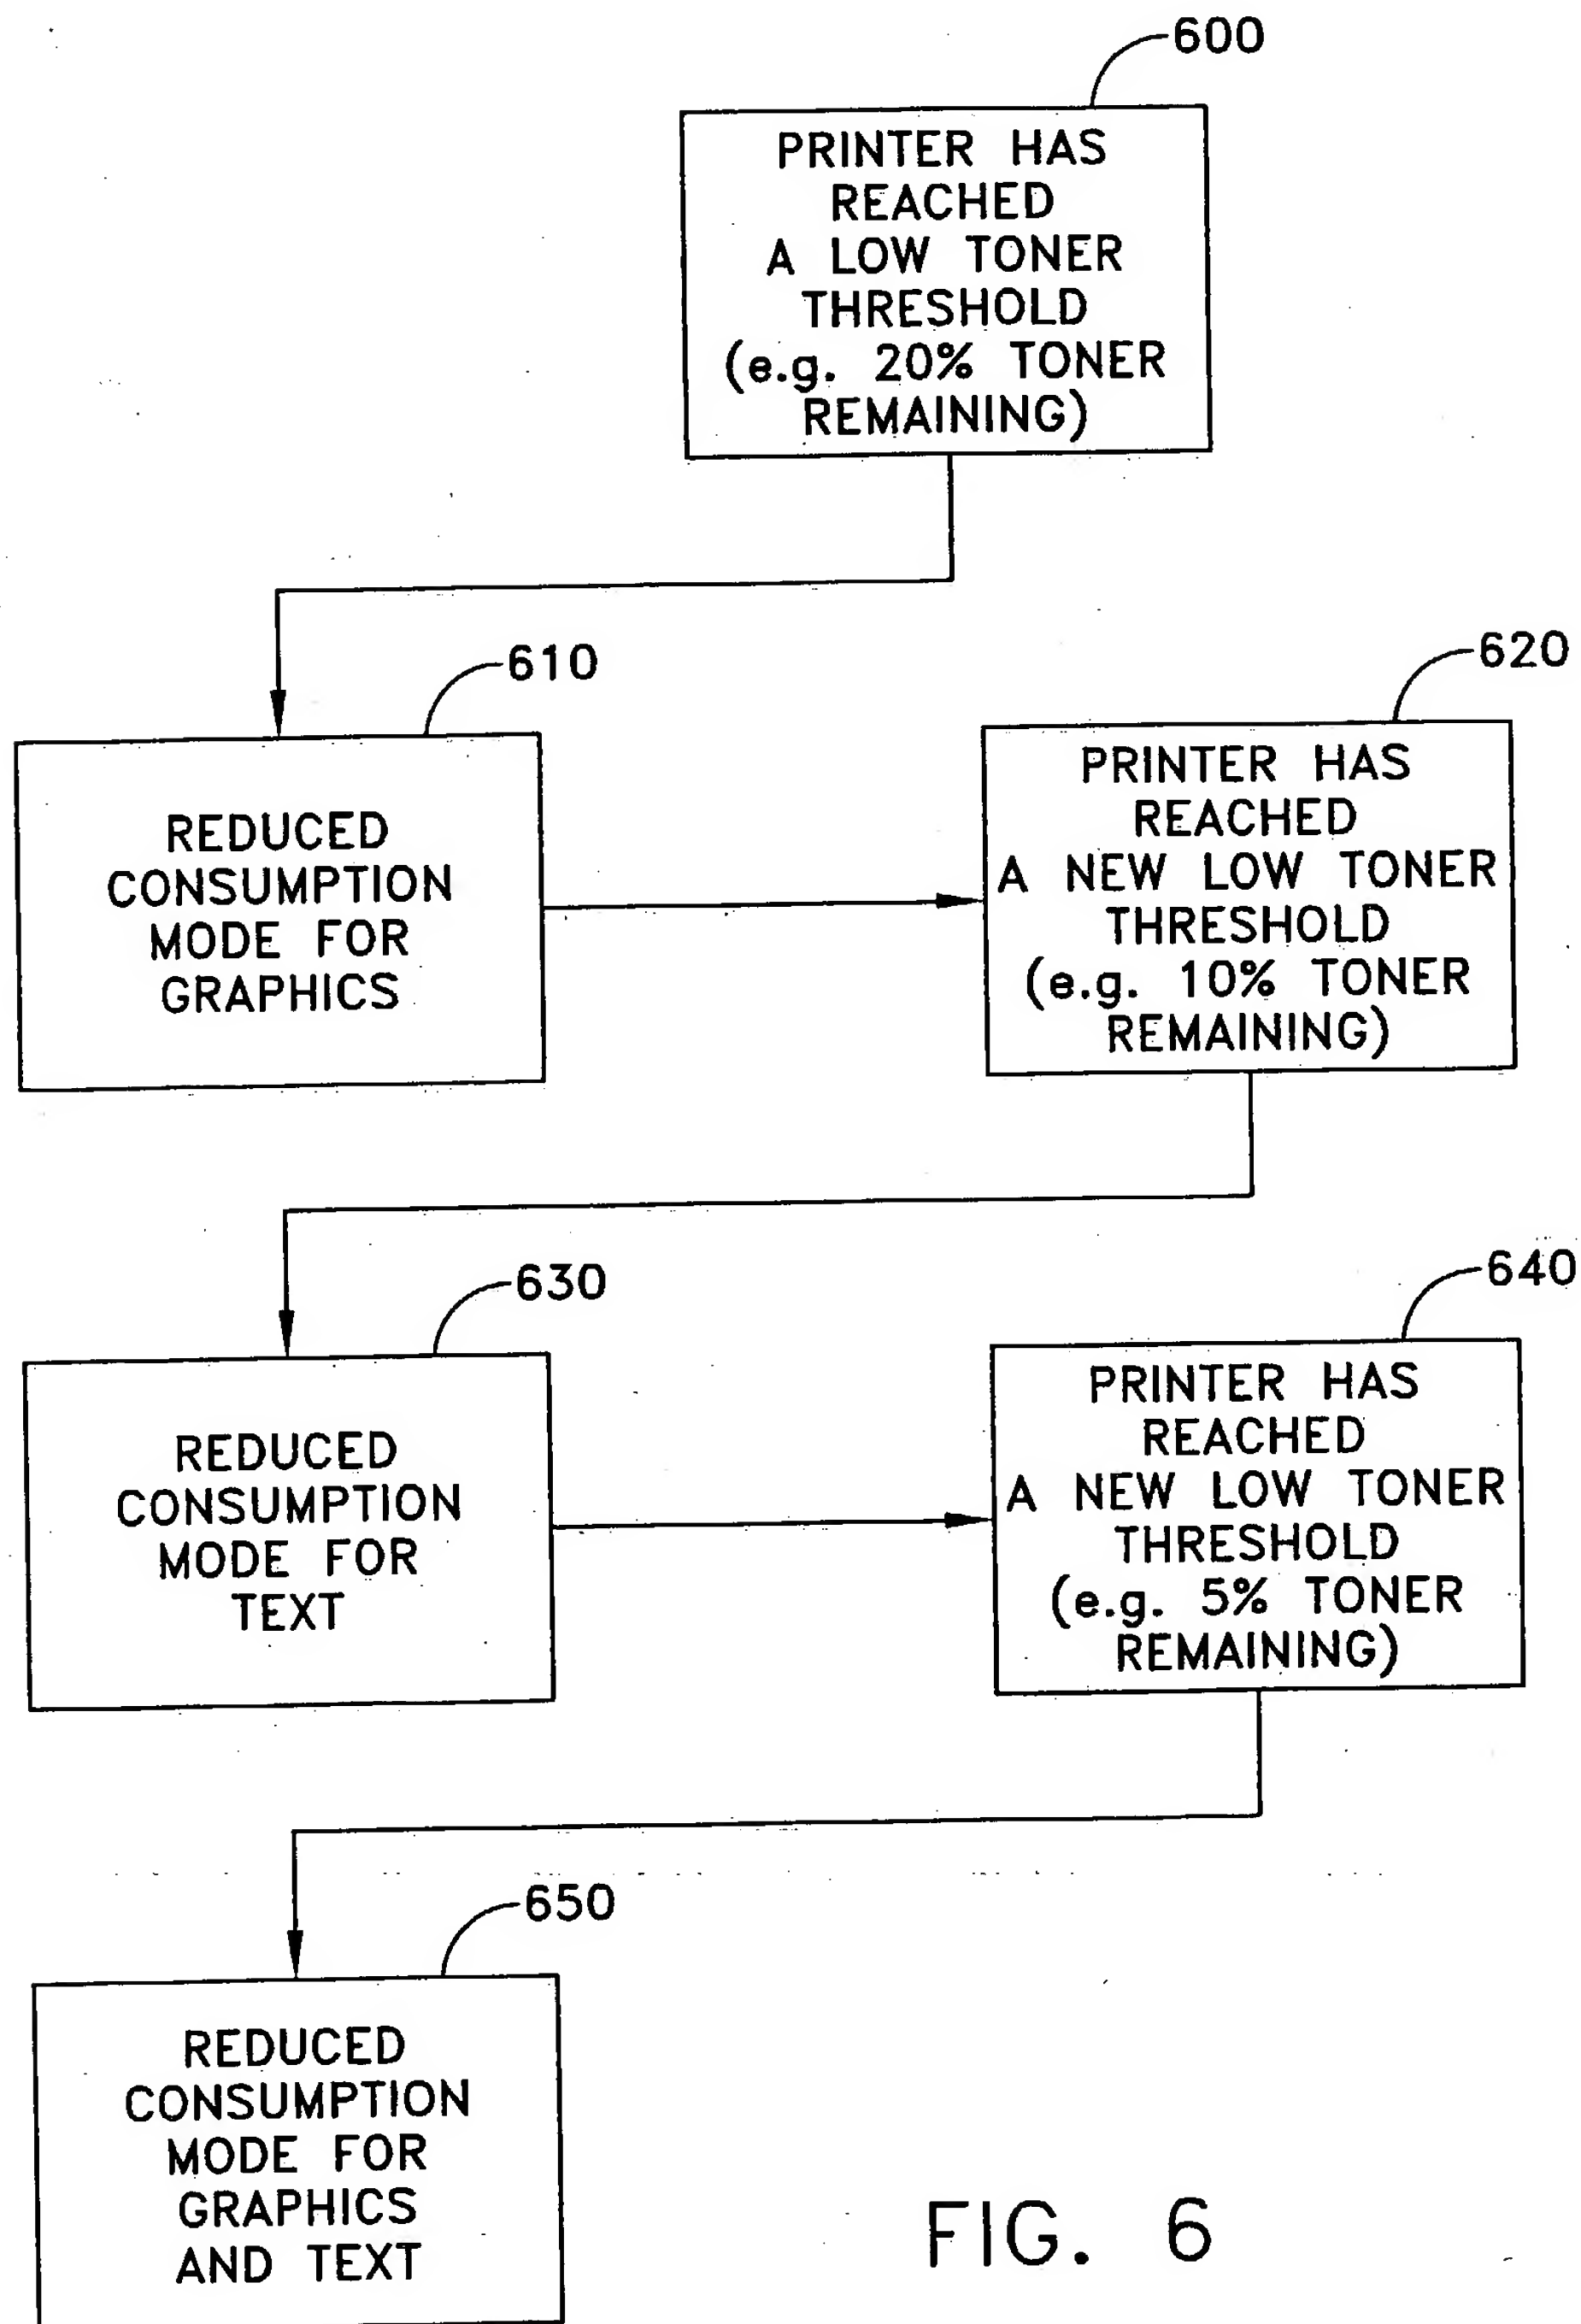 600
PRINTER HAS
REACHED
A LOW TONER
THRESHOLD
(e.g. 20% TONER
REMAINING)
610
REDUCED
CONSUMPTION
MODE FOR
GRAPHICS
620
PRINTER HAS
REACHED
A NEW LOW TONER
THRESHOLD
(e.g. 10% TONER
REMAINING)
630
REDUCED
CONSUMPTION
MODE FOR
TEXT
640
PRINTER HAS
REACHED
A NEW LOW TONER
THRESHOLD
(e.g. 5% TONER
REMAINING)
650
REDUCED
CONSUMPTION
MODE FOR
GRAPHICS
AND TEXT
FIG. 6